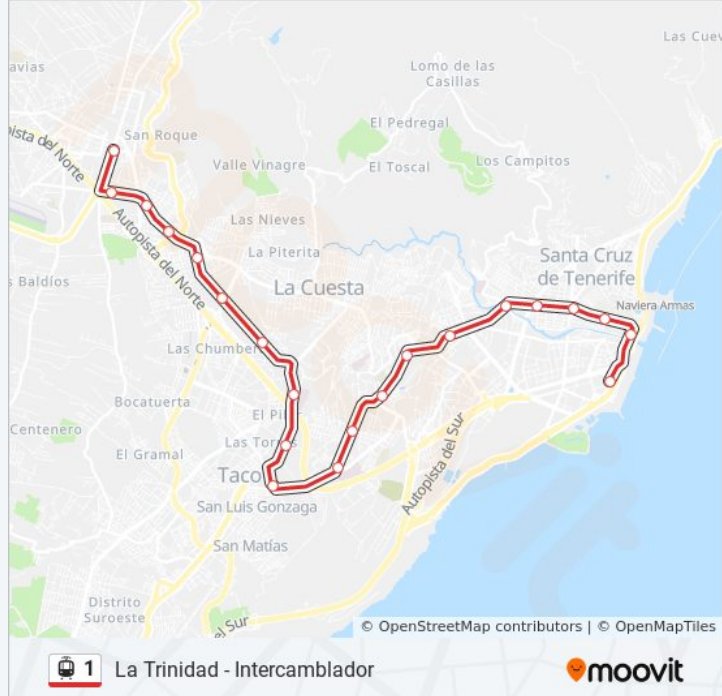 Las Cuev
Lomo de las
Casillas
avias
El Pedregal
San Roque
pista del Norte
Valle Vinagre
El Toscal
Los Campitos
Las Nieves
Autopista del Norte
La Piterita
Santa Cruz
de Tenerife
s Baldíos
La Cuesta
Naviera Armas
Las Chumber
Bocatuerta
El Pil
Centenero
Las Torres
El Gramal
Autopista del Sur
Taco
San Luis Gonzaga
San Matías
Distrito
Suroeste
el Sur
© OpenStreetMap contributors | © OpenMapTiles
1 La Trinidad - Intercamblador
moovit